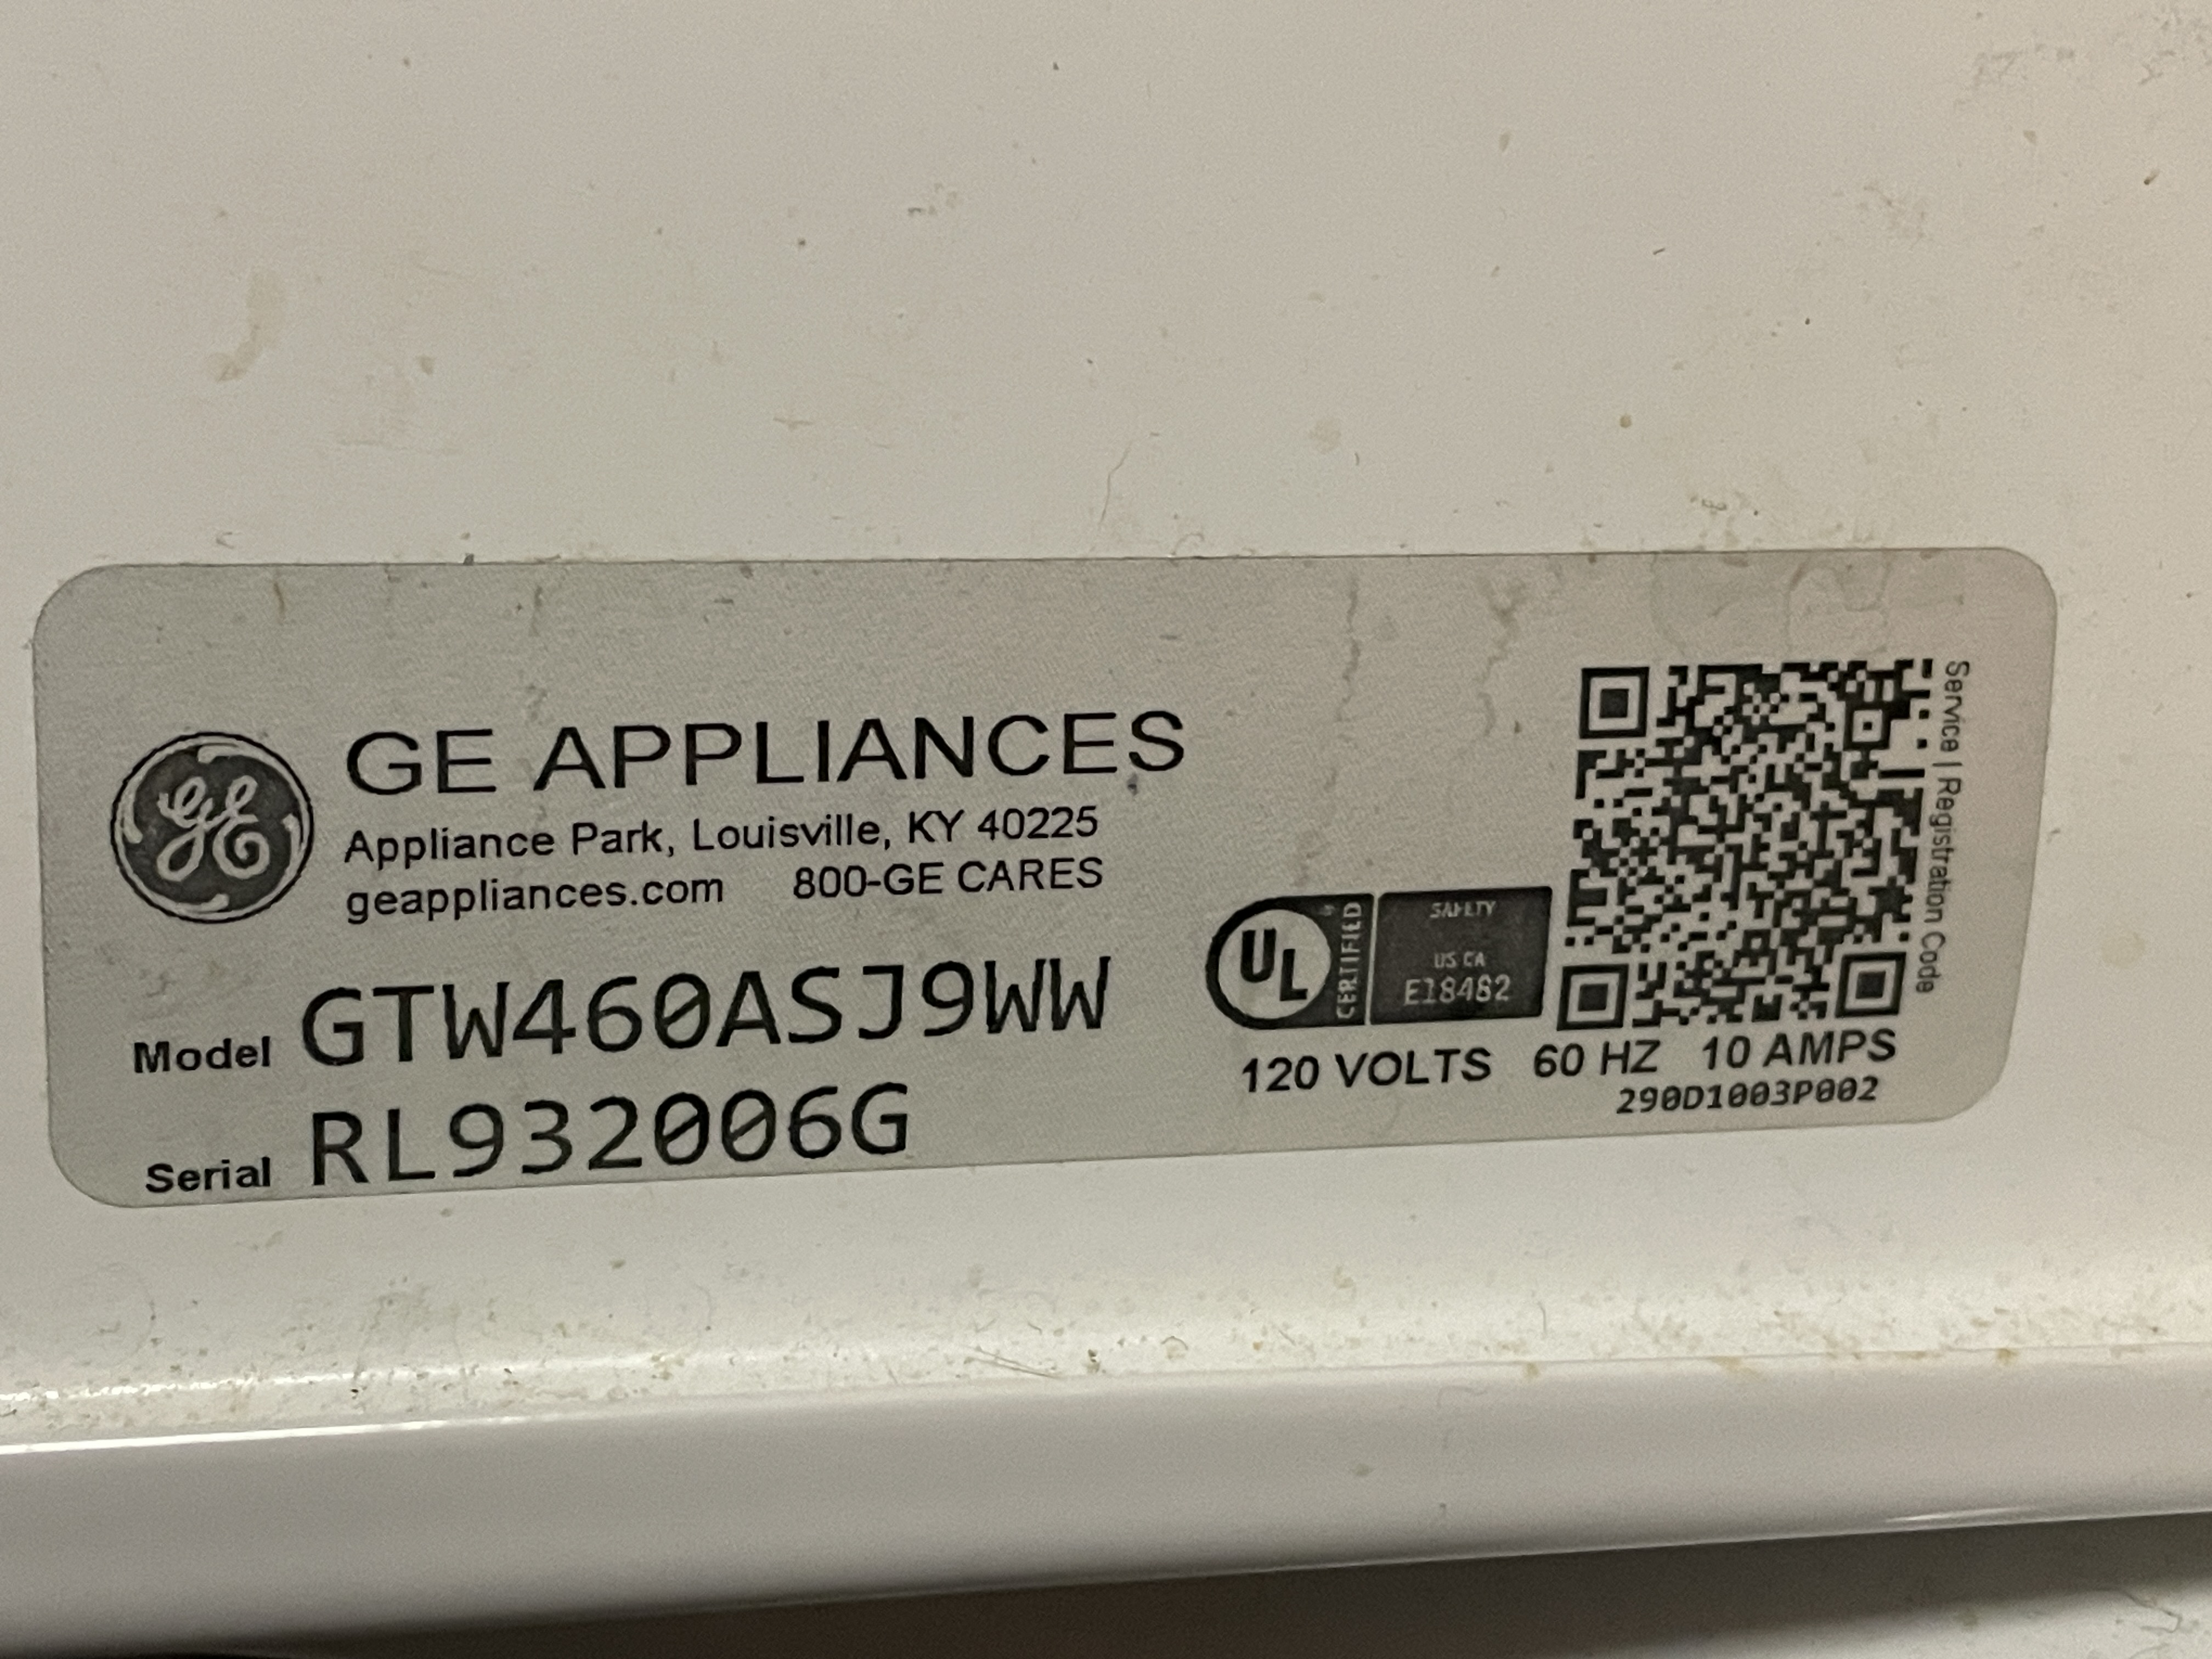 GE
GE APPLIANCES
Appliance Park, Louisville, KY 40225
geappliances.com 800-GE CARES
Model GTW460ASJ9WW
Serial RL932006G
UL CERTIFIED
SAFETY
US CA
E18482
120 VOLTS 60 HZ 10 AMPS
290D1003P002
Service | Registration Code